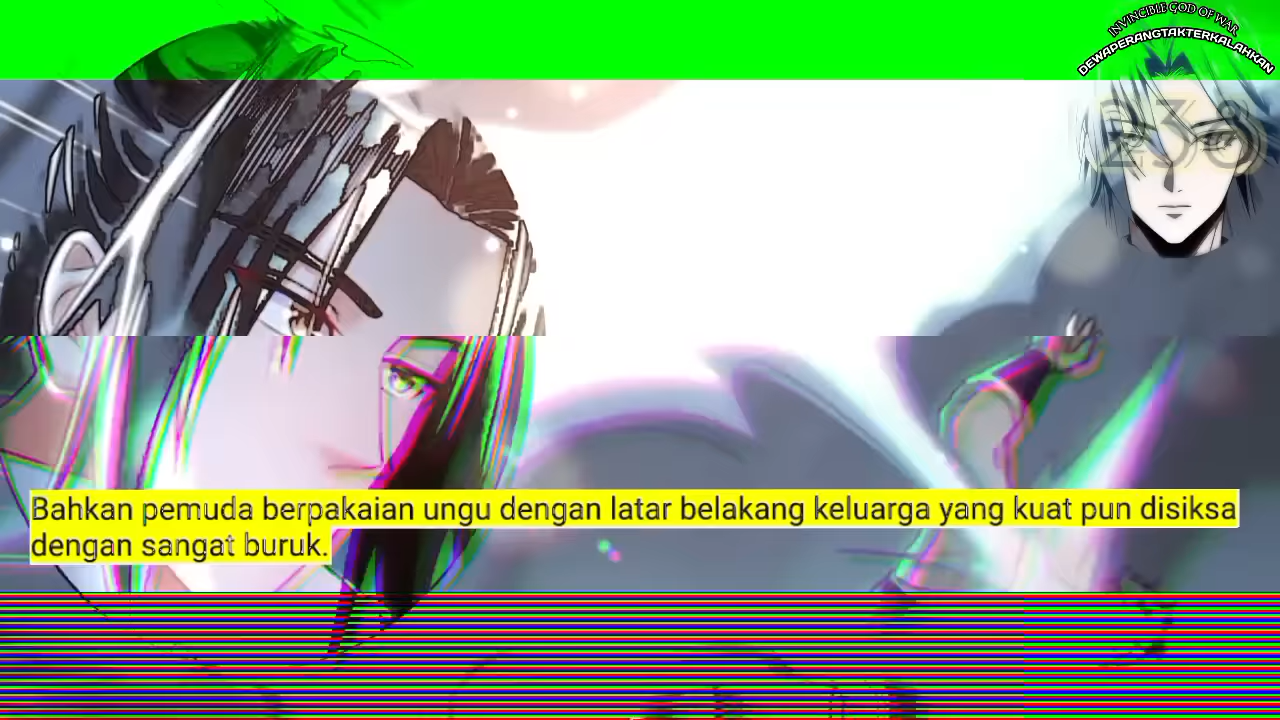 INVINCIBLE GOD OF WAR
DEWAPERANGTAKTERKALAHKAN
238
Bahkan pemuda berpakaian ungu dengan latar belakang keluarga yang kuat pun disiksa
dengan sangat buruk.